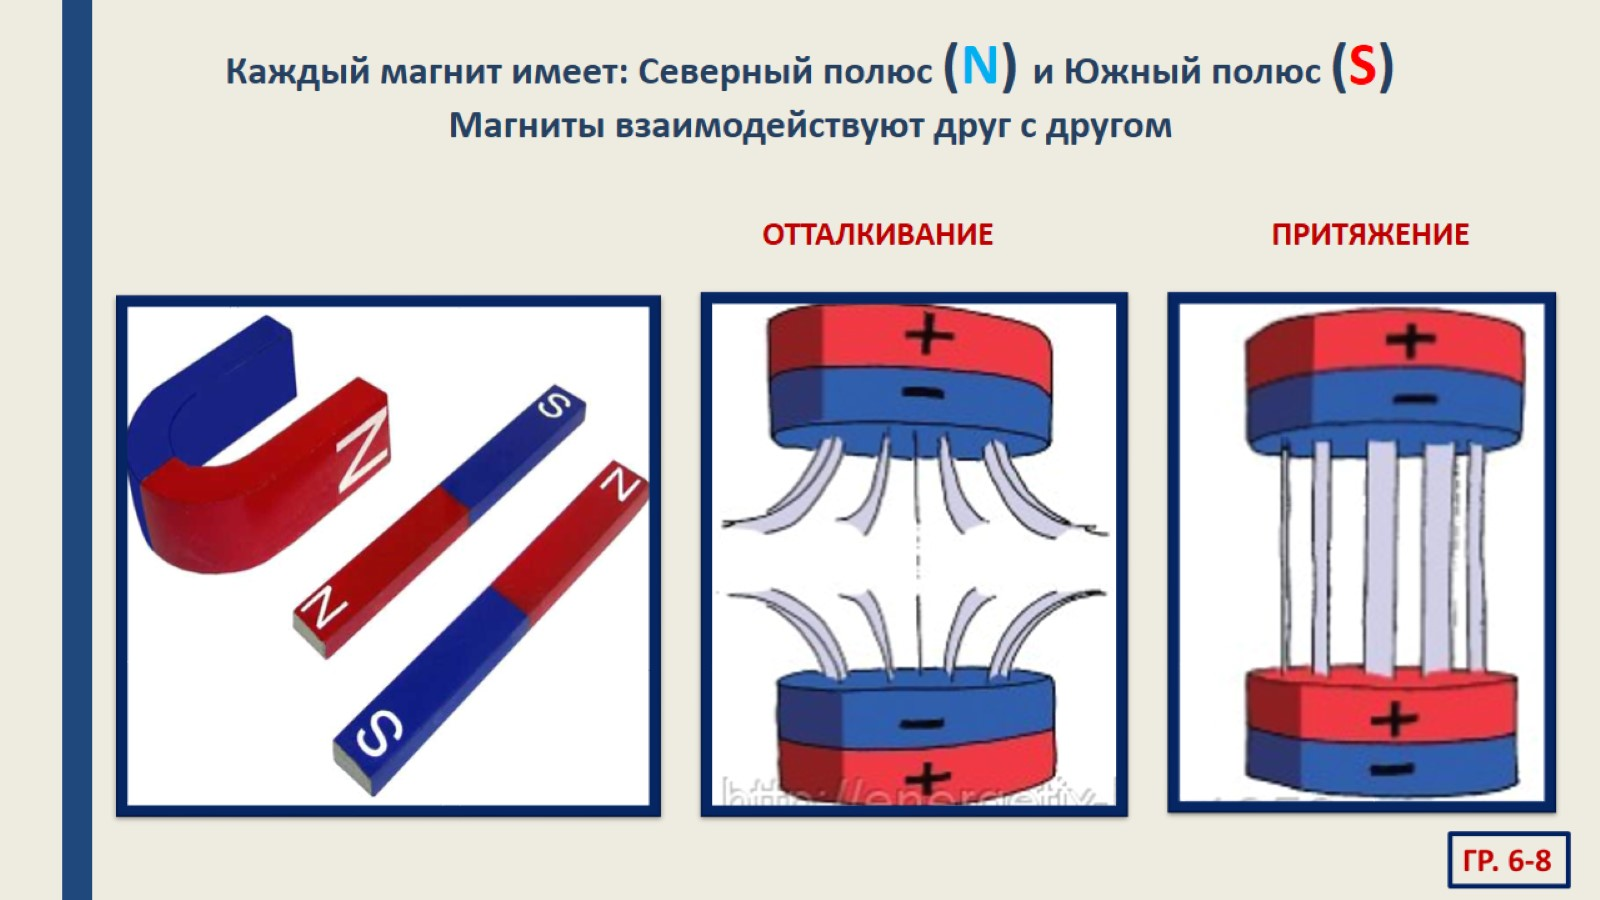 Каждый магнит имеет: Северный полюс (N) и Южный полюс (S)
Магниты взаимодействуют друг с другом
ОТТАЛКИВАНИЕ
ПРИТЯЖЕНИЕ
N
S
N
N
S
+
−
−
+
+
−
+
−
ГР. 6-8